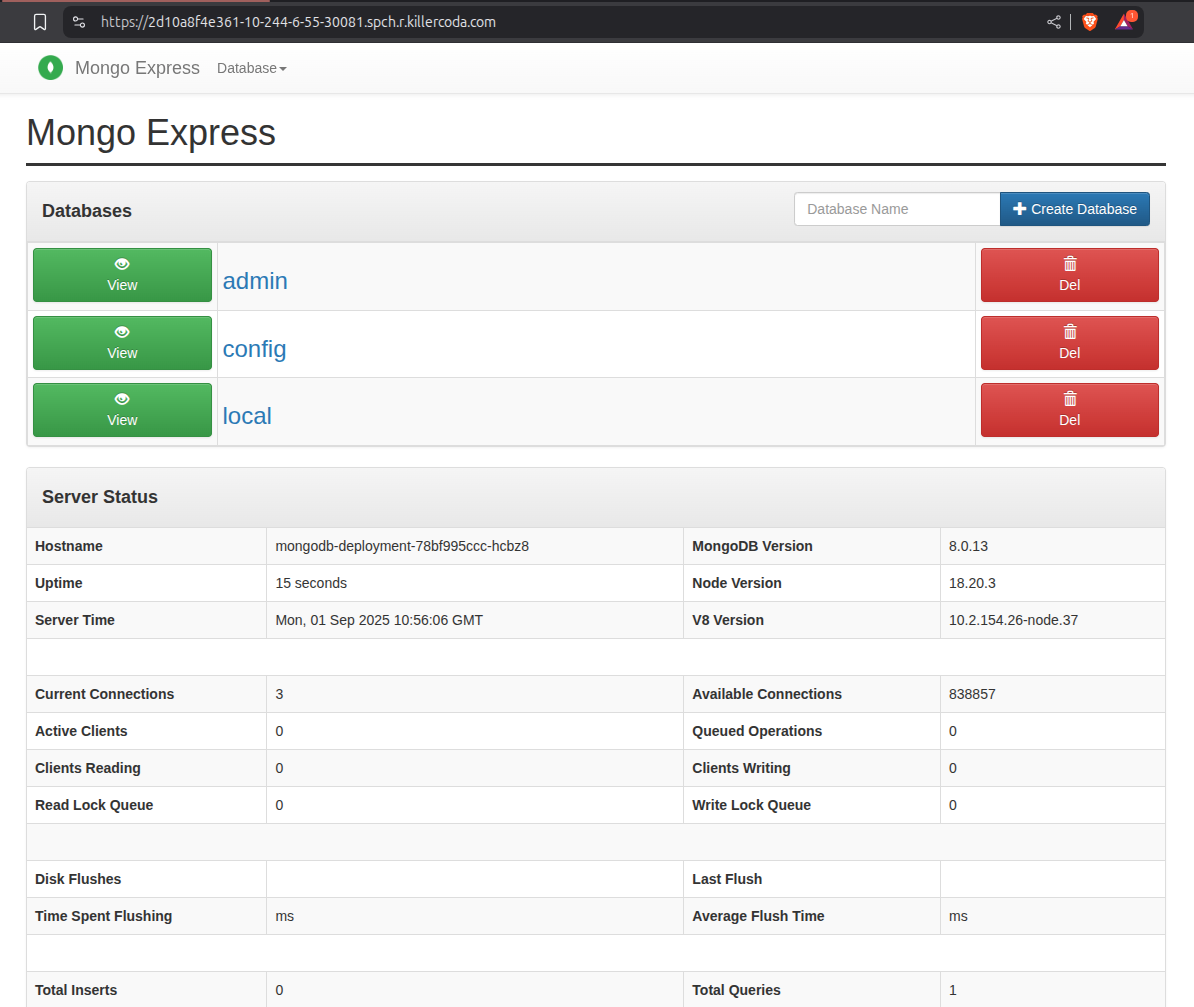 https://2d10a8f4e361-10-244-6-55-30081.spch.r.killercoda.com
1
Mongo Express Database
Mongo Express
Databases Database Name Create Database
View admin Del
View config Del
View local Del
Server Status
Hostname mongodb-deployment-78bf995ccc-hcbz8 MongoDB Version 8.0.13
Uptime 15 seconds Node Version 18.20.3
Server Time Mon, 01 Sep 2025 10:56:06 GMT V8 Version 10.2.154.26-node.37
Current Connections 3 Available Connections 838857
Active Clients 0 Queued Operations 0
Clients Reading 0 Clients Writing 0
Read Lock Queue 0 Write Lock Queue 0
Disk Flushes Last Flush
Time Spent Flushing ms Average Flush Time ms
Total Inserts 0 Total Queries 1